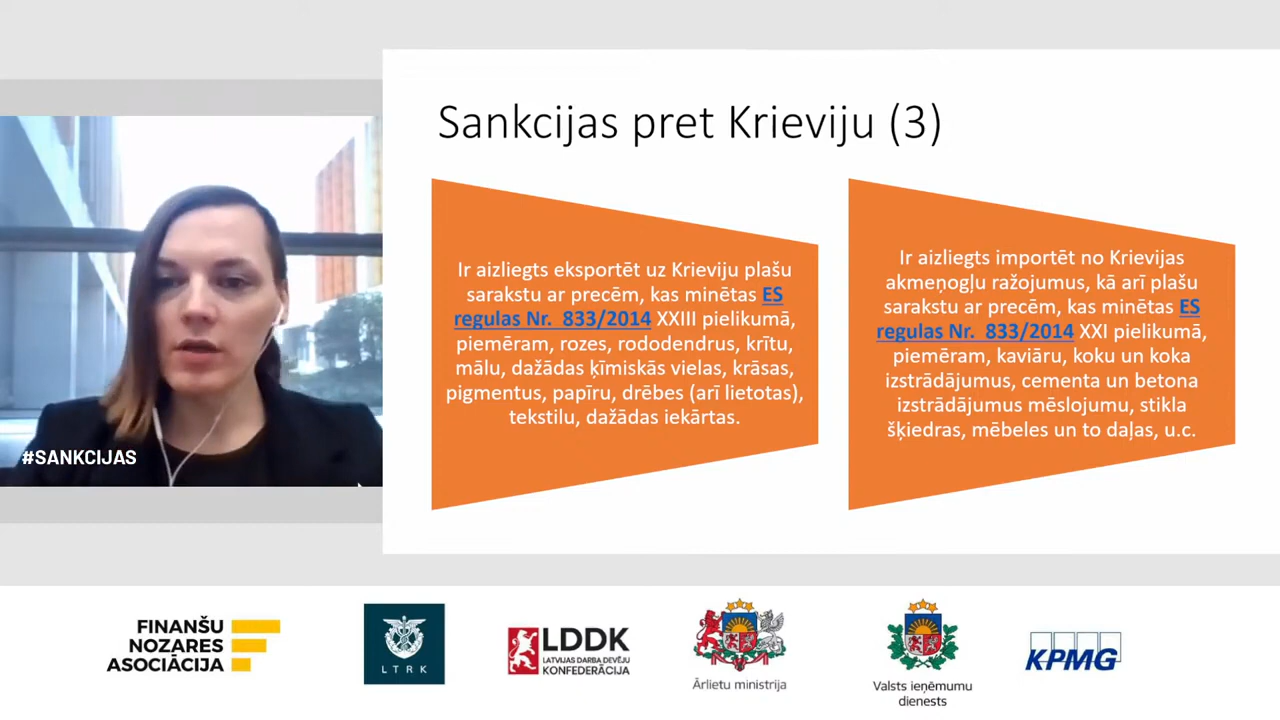 Sankcijas pret Krieviju (3)
Ir aizliegts eksportēt uz Krieviju plašu
sarakstu ar precēm, kas minētas ES
regulas Nr. 833/2014 XXIII pielikumā,
piemēram, rozes, rododendrus, krītu,
mālu, dažādas ķīmiskās vielas, krāsas,
pigmentus, papīru, drēbes (arī lietotas),
tekstilu, dažādas iekārtas.
Ir aizliegts importēt no Krievijas
akmeņogļu ražojumus, kā arī plašu
sarakstu ar precēm, kas minētas ES
regulas Nr. 833/2014 XXI pielikumā,
piemēram, kaviāru, koku un koka
izstrādājumus, cementa un betona
izstrādājumus mēslojumu, stikla
šķiedras, mēbeles un to daļas, u.c.
#SANKCIJAS
FINANŠU
NOZARES
ASOCIĀCIJA
LTRK
LDDK
LATVIJAS DARBA DEVĒJU
KONFEDERĀCIJA
Ārlietu ministrija
Valsts ieņēmumu
dienests
KPMG